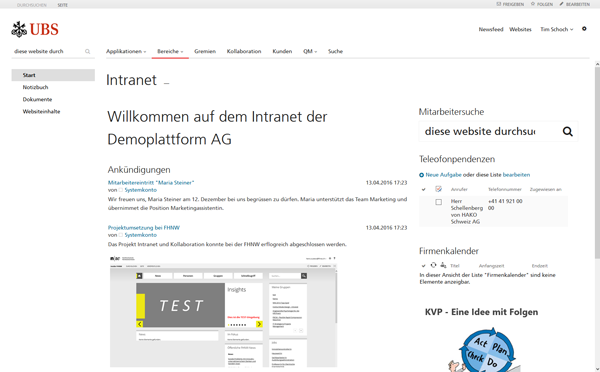 DURCHSUCHEN SEITE
FREIGEBEN FOLGEN BEARBEITEN
UBS
Newsfeed Websites Tim Schoch
diese website durch
Applikationen Bereiche Gremien Kollaboration Kunden QM Suche
Start
Notizbuch
Dokumente
Websiteinhalte
Intranet
Willkommen auf dem Intranet der
Demoplattform AG
Ankündigungen
Mitarbeitereintritt "Maria Steiner" 13.04.2016 17:23
von Systemkonto
Wir freuen uns, Maria Steiner am 12. Dezember bei uns begrüssen zu dürfen. Maria unterstützt das Team Marketing und
übernimmt die Position Marketingassistentin.
Projektumsetzung bei FHNW 13.04.2016 17:23
von Systemkonto
Das Projekt Intranet und Kollaboration konnte bei der FHNW erfolgreich abgeschlossen werden.
Insights
TEST
Mitarbeitersuche
diese website durchsuc
Telefonpendenzen
Neue Aufgabe oder diese Liste bearbeiten
Anrufer Telefonnummer Zugewiesen an
Herr
Schellenberg
von HAKO
Schweiz AG
+41 41 921 00
00
Firmenkalender
Titel Anfangszeit Endzeit
In dieser Ansicht der Liste "Firmenkalender" sind keine
Elemente anzeigbar.
KVP - Eine Idee mit Folgen
Act Plan
Check Do